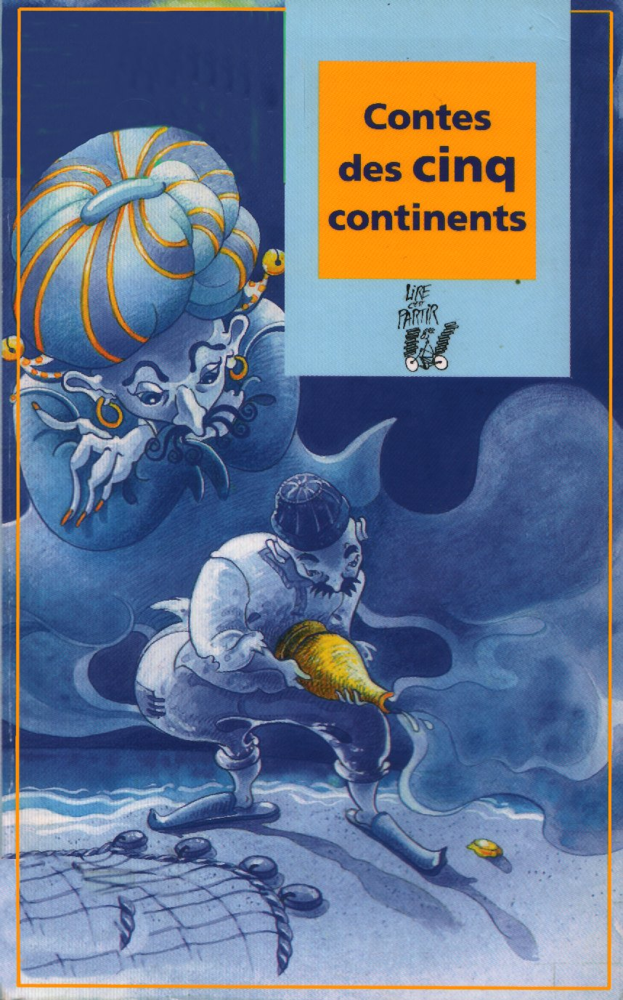 Contes
des cinq
continents
LIRE
C'EST
PARTIR